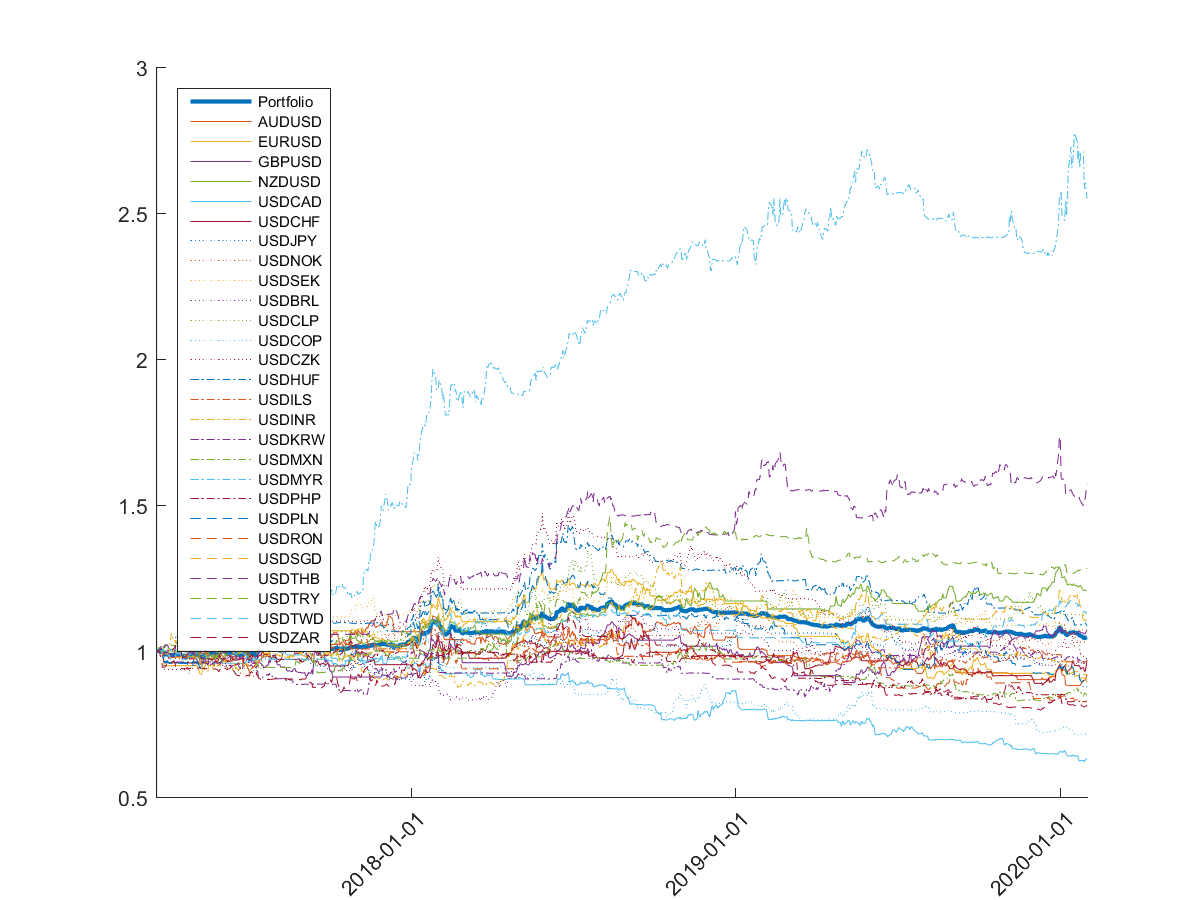 3
2.5
2
1.5
1
0.5
Portfolio
AUDUSD
EURUSD
GBPUSD
NZDUSD
USDCAD
USDCHF
USDJPY
USDNOK
USDSEK
USDBRL
USDCLP
USDCOP
USDCZK
USDHUF
USDILS
USDINR
USDKRW
USDMXN
USDMYR
USDPHP
USDPLN
USDRON
USDSGD
USDTHB
USDTRY
USDTWD
USDZAR
2018-01-01
2019-01-01
2020-01-01